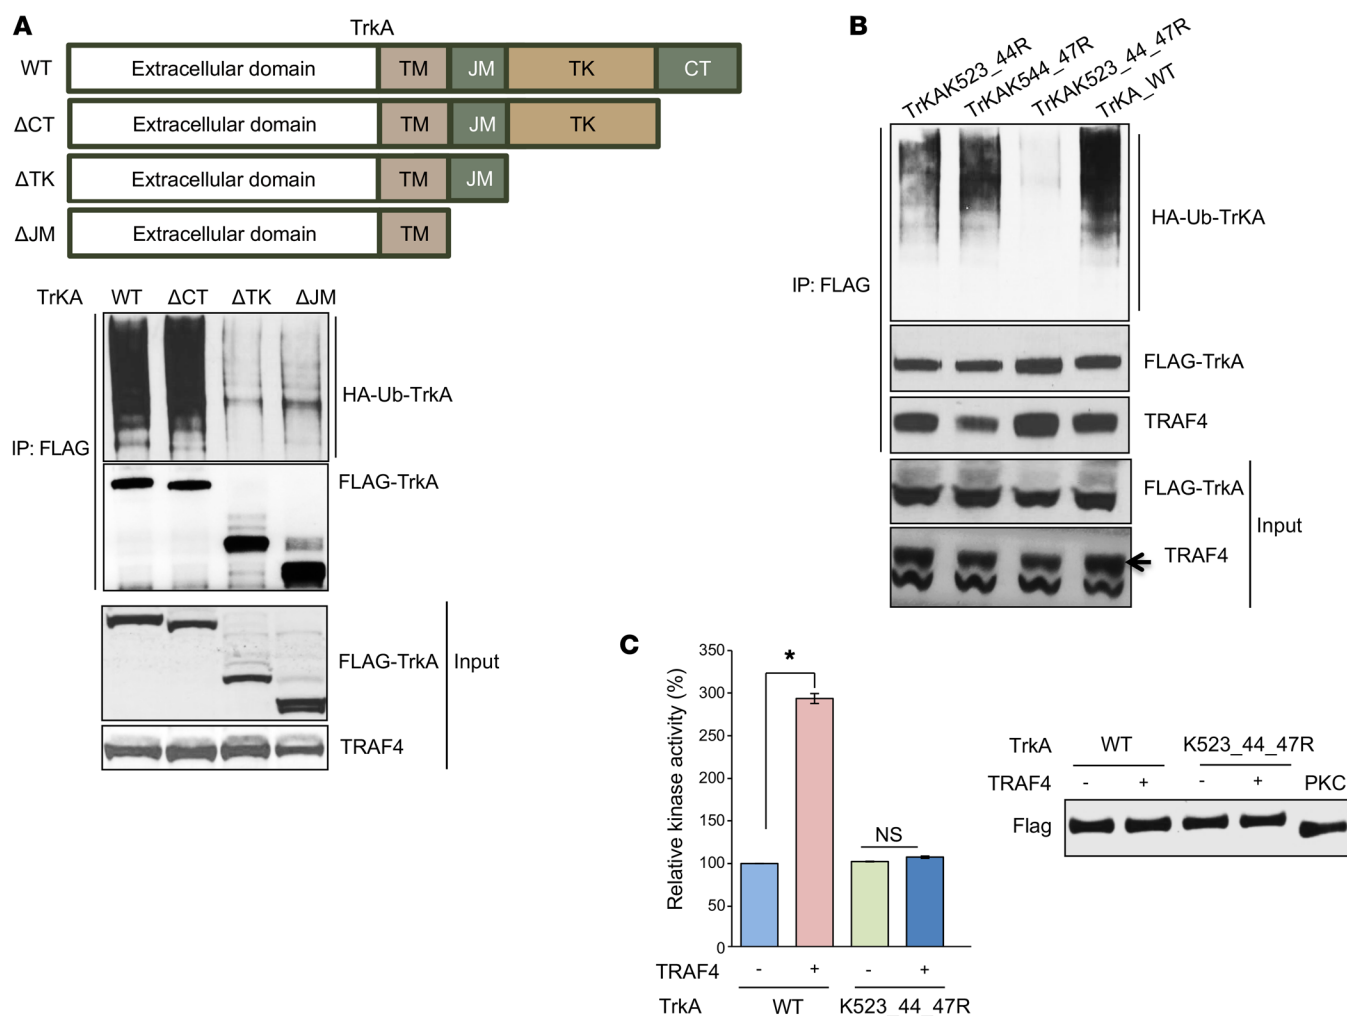 A
TrkA
WT Extracellular domain TM JM TK CT
ΔCT Extracellular domain TM JM TK
ΔTK Extracellular domain TM JM
ΔJM Extracellular domain TM
TrKA WT ΔCT ΔTK ΔJM
HA-Ub-TrkA
IP: FLAG
FLAG-TrkA
FLAG-TrKA
Input
TRAF4
B
TrKAK523_44R
TrKAK544_47R
TrKAK523_44_47R
TrKA_WT
HA-Ub-TrKA
IP: FLAG
FLAG-TrkA
TRAF4
FLAG-TrkA
Input
TRAF4
C
Relative kinase activity (%)
350
300
250
200
150
100
50
0
*
NS
TRAF4 - + - +
TrkA WT K523_44_47R
TrkA WT K523_44_47R
TRAF4 - + - + PKC
Flag